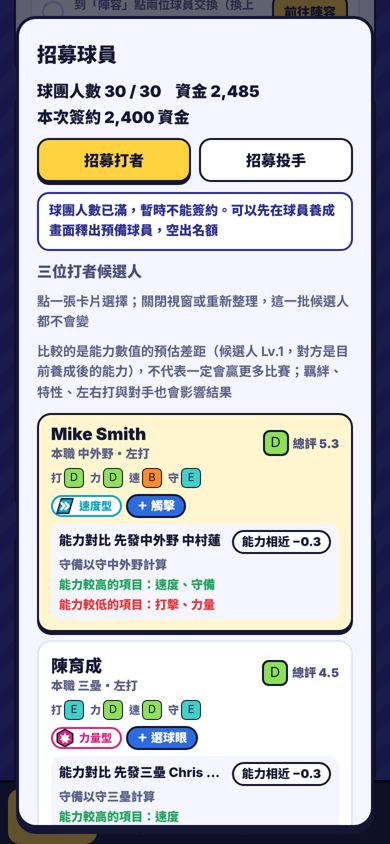 到「陣容」點兩位球員交換（換上
前往陣容
招募球員
球團人數 30 / 30 資金 2,485
本次簽約 2,400 資金
招募打者 招募投手
球團人數已滿，暫時不能簽約。可以先在球員養成
畫面釋出預備球員，空出名額
三位打者候選人
點一張卡片選擇；關閉視窗或重新整理，這一批候選人
都不會變
比較的是能力數值的預估差距（候選人 Lv.1，對方是目
前養成後的能力），不代表一定會贏更多比賽；羈絆、
特性、左右打與對手也會影響結果
Mike Smith
D 總評 5.3
本職 中外野・左打
打 D 力 D 速 B 守 E
速度型 + 觸擊
能力對比 先發中外野 中村蓮 能力相近 −0.3
守備以守中外野計算
能力較高的項目：速度、守備
能力較低的項目：打擊、力量
陳育成
D 總評 4.5
本職 三壘・左打
打 E 力 D 速 D 守 E
力量型 + 選球眼
能力對比 先發三壘 Chris ... 能力相近 −0.3
守備以守三壘計算
能力較高的項目：速度